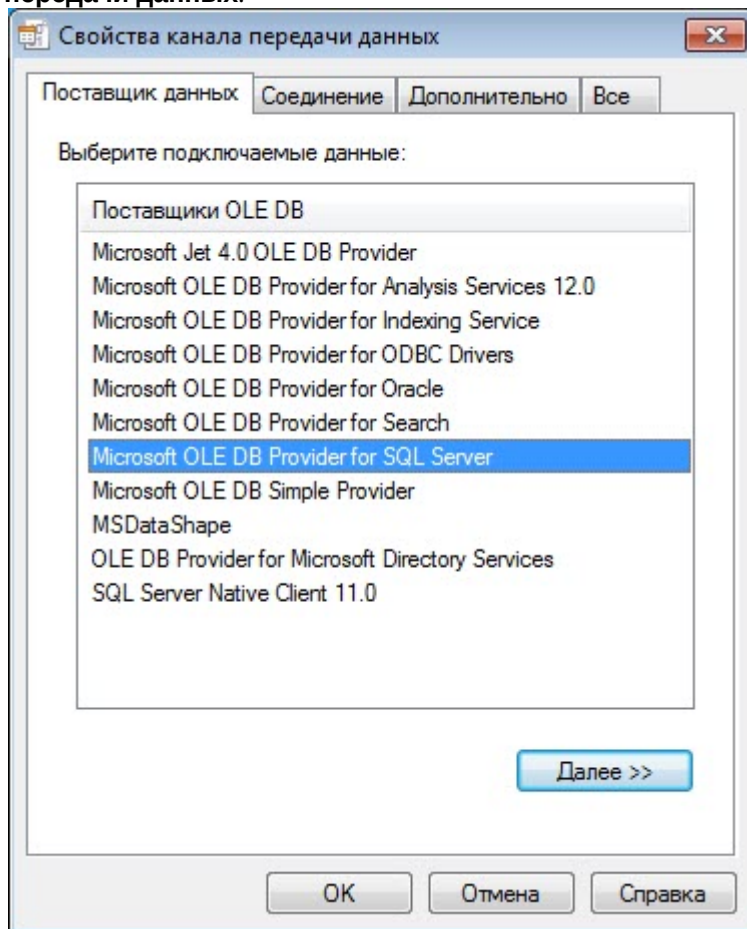 передачи данных.
Свойства канала передачи данных
Поставщик данных Соединение Дополнительно Все
Выберите подключаемые данные:
Поставщики OLE DB
Microsoft Jet 4.0 OLE DB Provider
Microsoft OLE DB Provider for Analysis Services 12.0
Microsoft OLE DB Provider for Indexing Service
Microsoft OLE DB Provider for ODBC Drivers
Microsoft OLE DB Provider for Oracle
Microsoft OLE DB Provider for Search
Microsoft OLE DB Provider for SQL Server
Microsoft OLE DB Simple Provider
MSDataShape
OLE DB Provider for Microsoft Directory Services
SQL Server Native Client 11.0
Далее >>
OK Отмена Справка